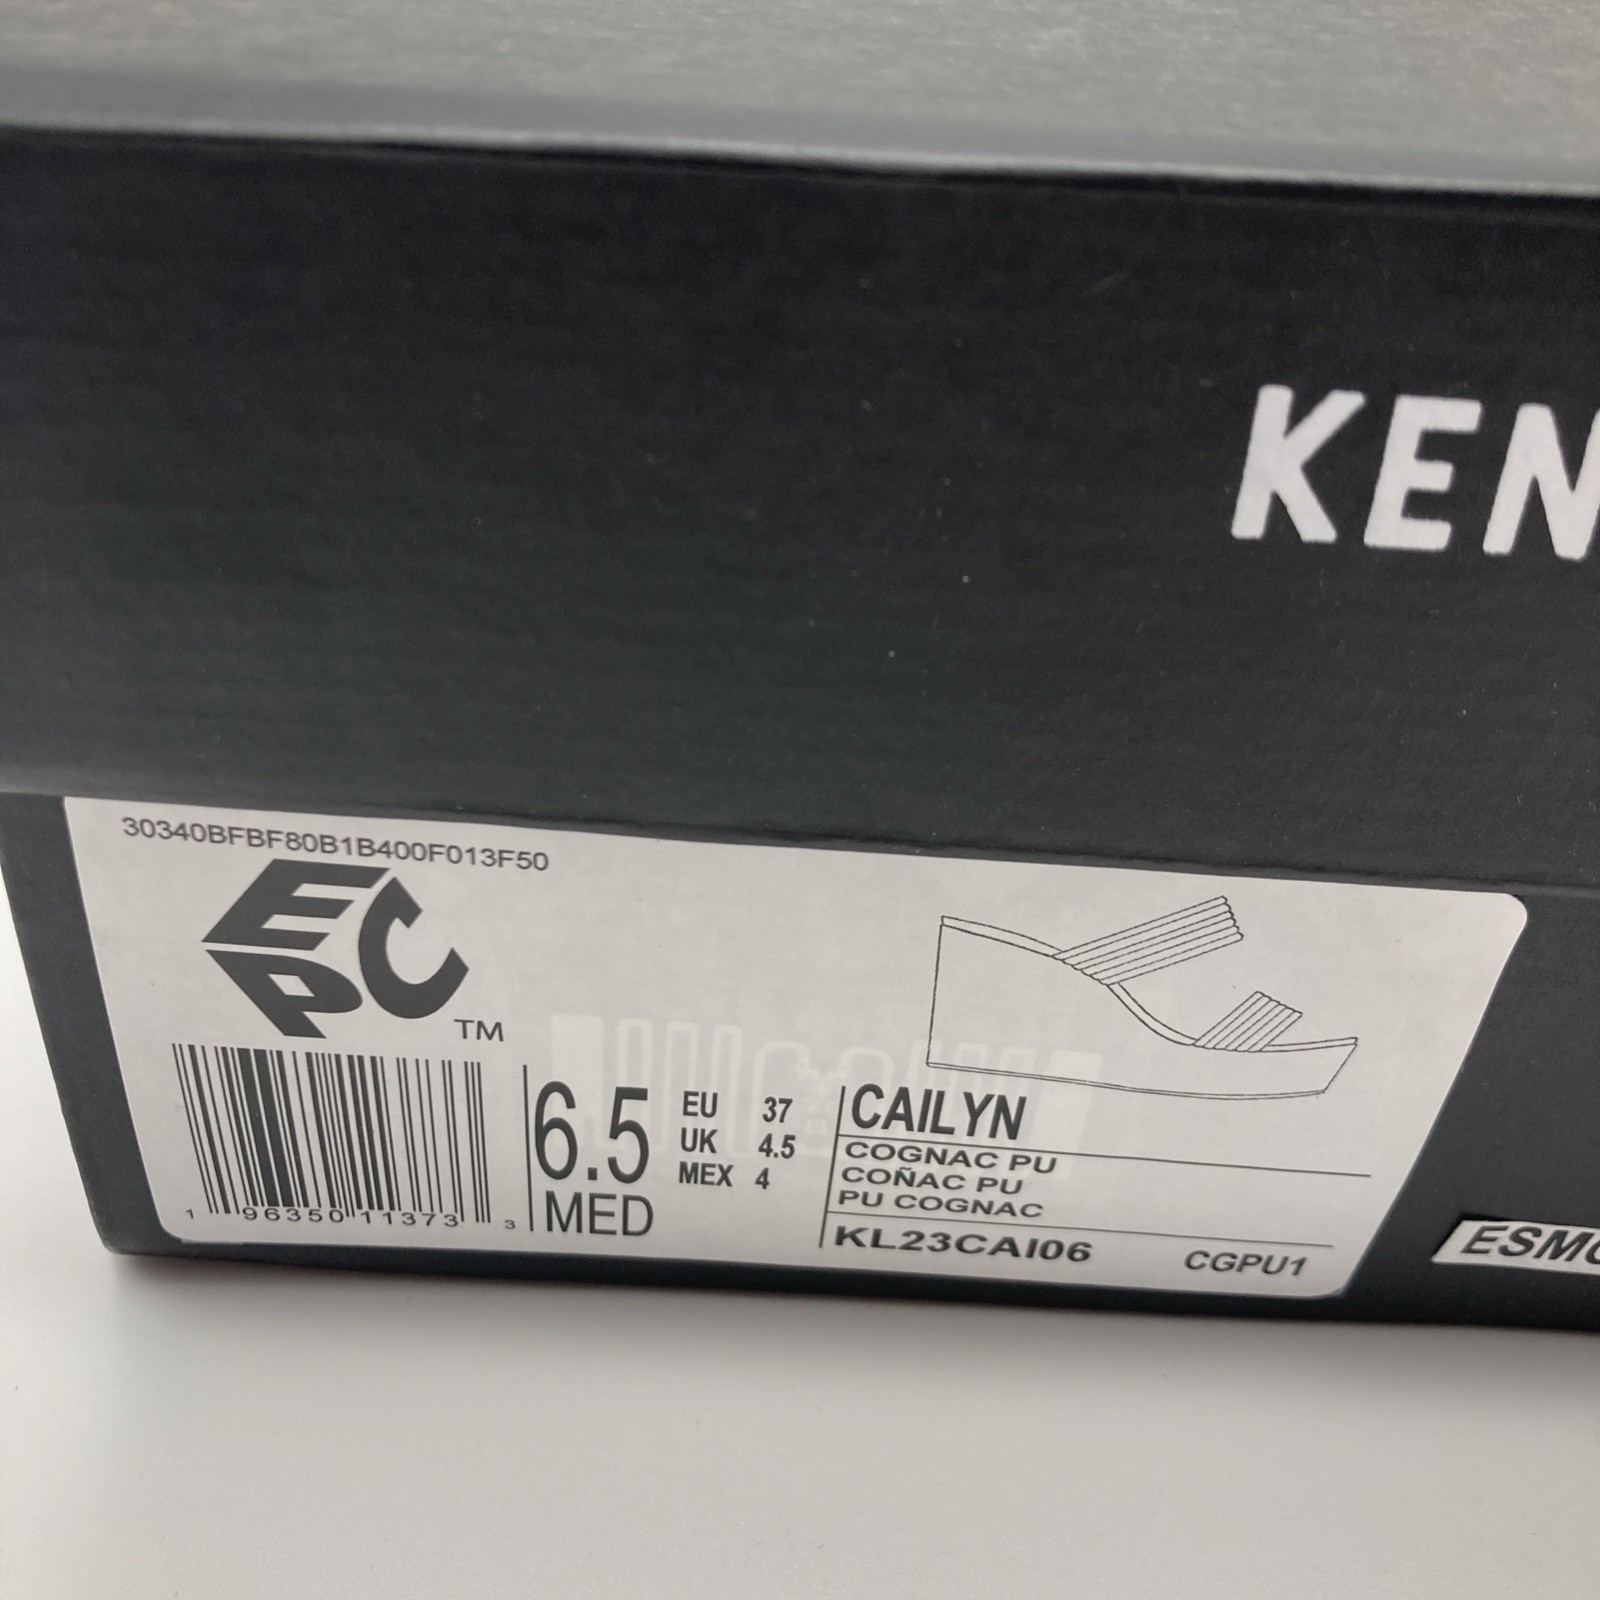 KEN
30340BFBF80B1B400F013F50
EPC
TM
1 96350 11373 3
6.5
MED
EU 37
UK 4.5
MEX 4
CAILYN
COGNAC PU
COÑAC PU
PU COGNAC
KL23CAI06 CGPU1